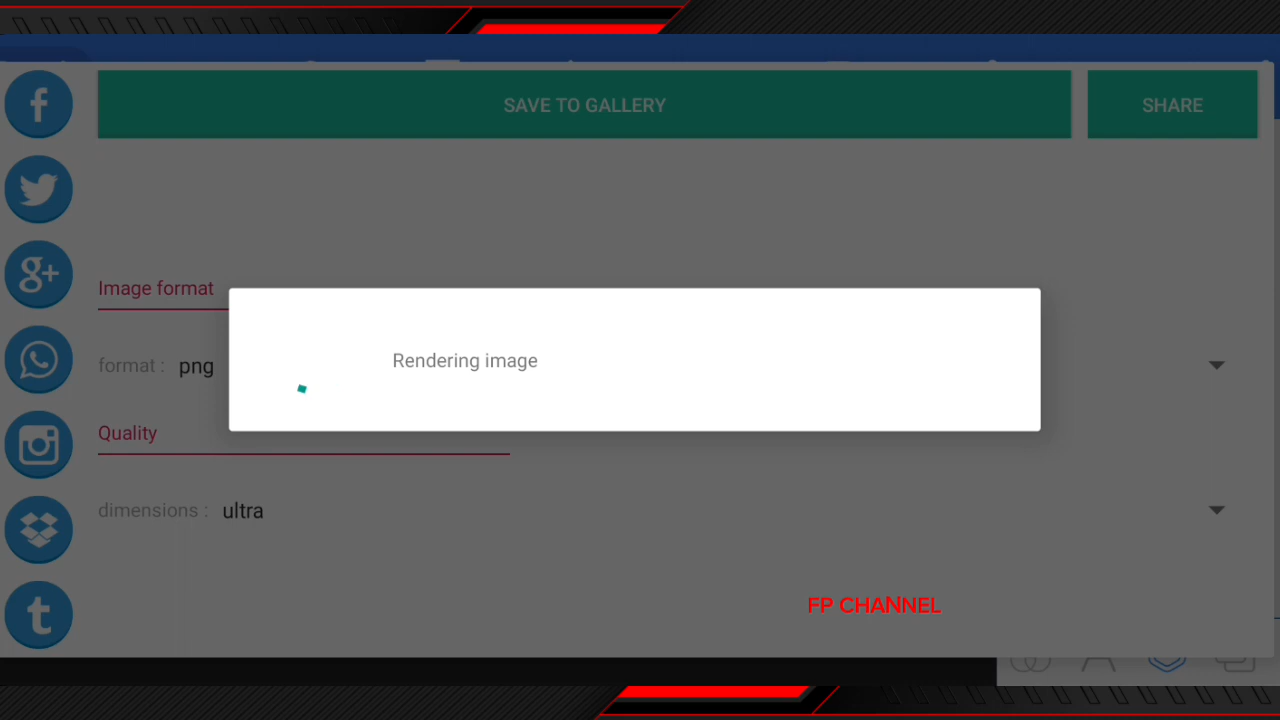 SAVE TO GALLERY
SHARE
Image format
format : png
Rendering image
Quality
dimensions : ultra
FP CHANNEL